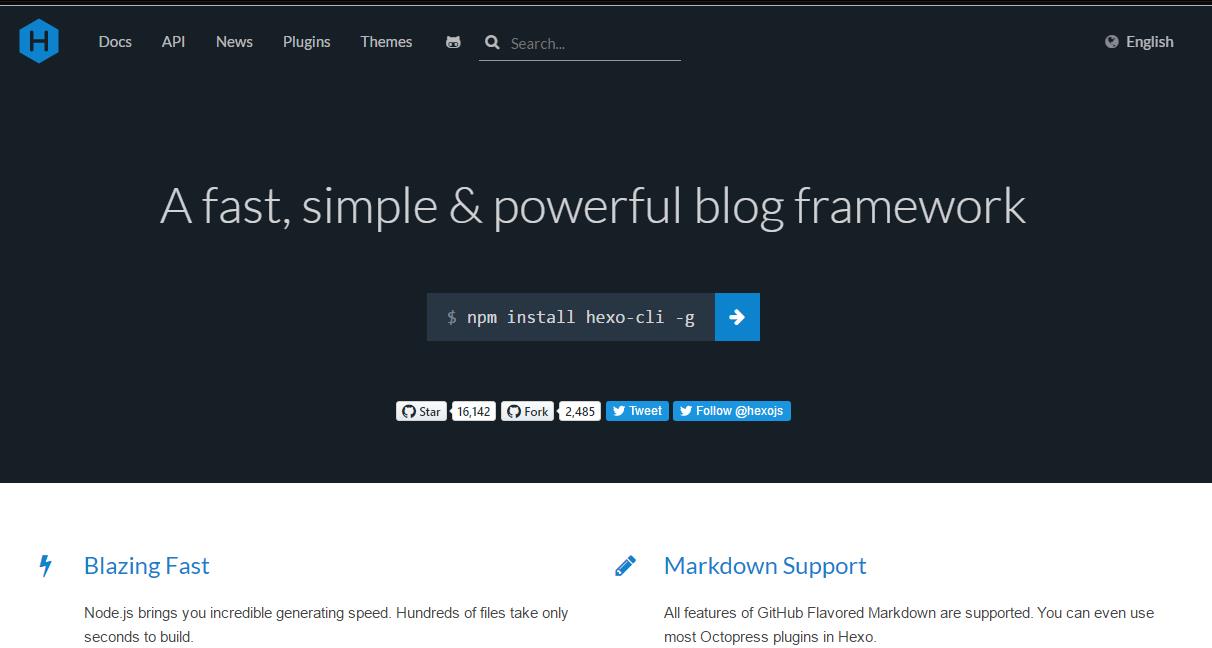 H Docs API News Plugins Themes Search... English
A fast, simple & powerful blog framework
$ npm install hexo-cli -g
Star 16,142 Fork 2,485 Tweet Follow @hexojs
Blazing Fast
Node.js brings you incredible generating speed. Hundreds of files take only
seconds to build.
Markdown Support
All features of GitHub Flavored Markdown are supported. You can even use
most Octopress plugins in Hexo.